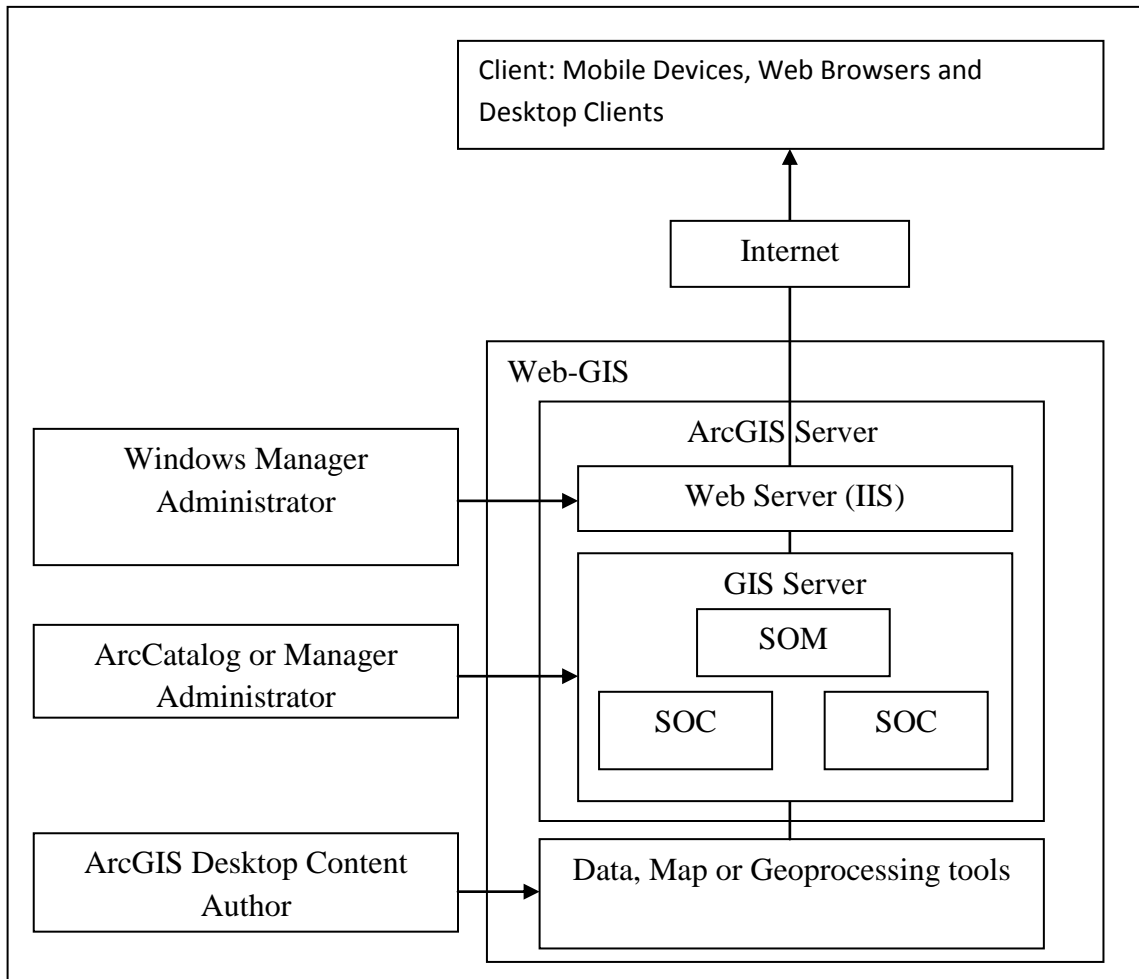 Client: Mobile Devices, Web Browsers and
Desktop Clients
Internet
Web-GIS
ArcGIS Server
Windows Manager
Administrator
Web Server (IIS)
GIS Server
SOM
ArcCatalog or Manager
Administrator
SOC
SOC
ArcGIS Desktop Content
Author
Data, Map or Geoprocessing tools